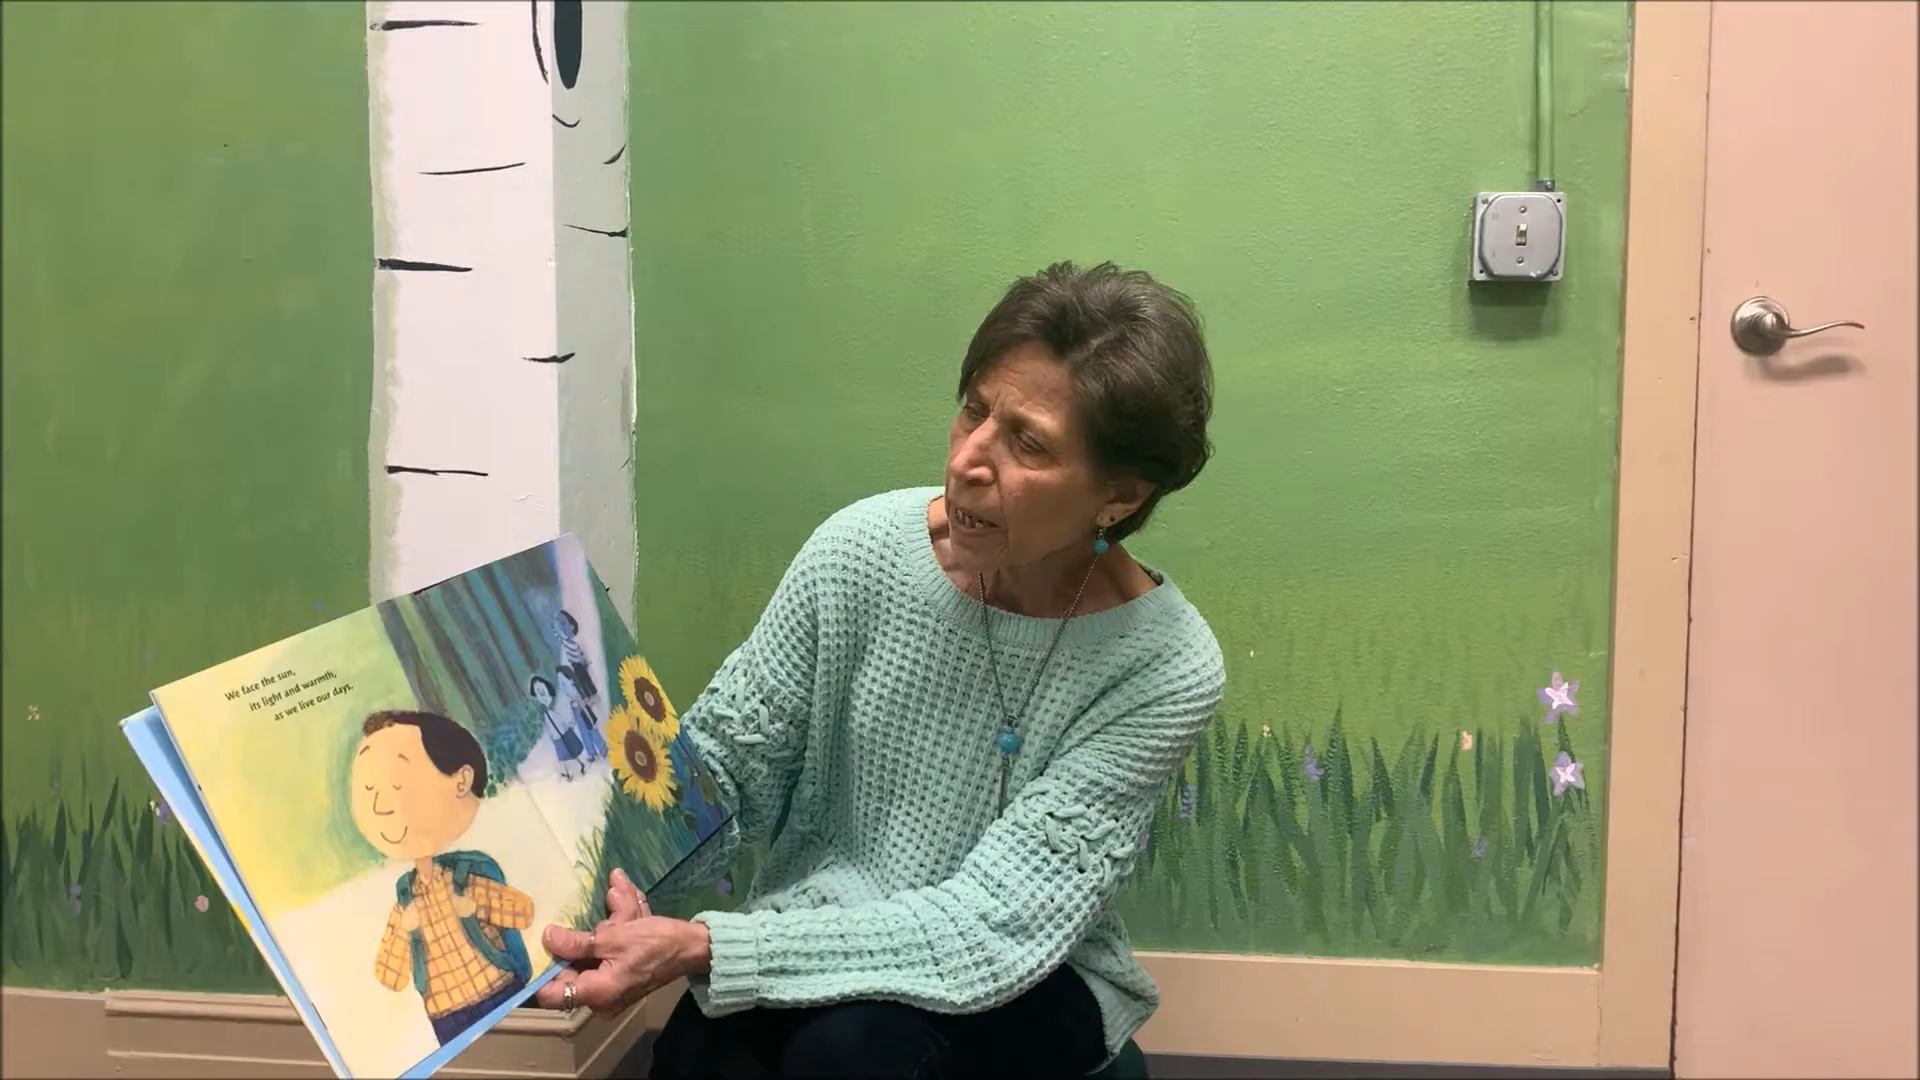 We face the sun,
its light and warmth,
as we live our days.